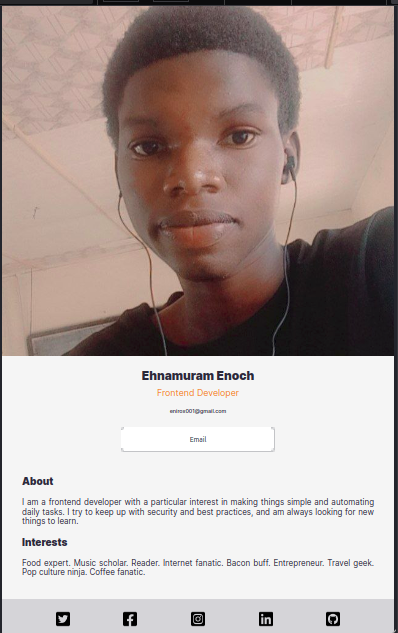 Ehnamuram Enoch
Frontend Developer
enirox001@gmail.com
Email
About
I am a frontend developer with a particular interest in making things simple and automating
daily tasks. I try to keep up with security and best practices, and am always looking for new
things to learn.
Interests
Food expert. Music scholar. Reader. Internet fanatic. Bacon buff. Entrepreneur. Travel geek.
Pop culture ninja. Coffee fanatic.